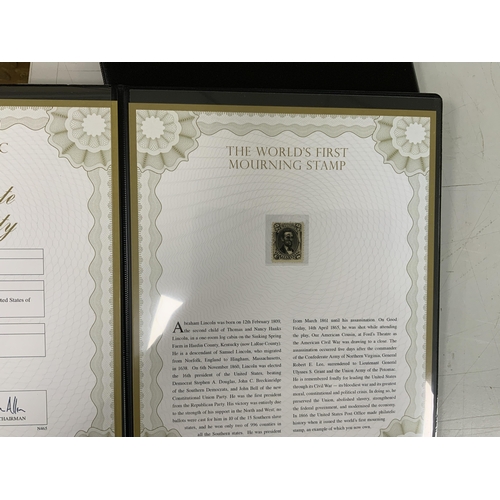 C
te
ty
ited States of
CHAIRMAN
THE WORLD'S FIRST
MOURNING STAMP
Abraham Lincoln was born on 12th February 1809,
the second child of Thomas and Nancy Hanks
Lincoln, in a one-room log cabin on the Sinking Spring
Farm in Hardin County, Kentucky (now LaRue County).
He is a descendant of Samuel Lincoln, who migrated
from Norfolk, England to Hingham, Massachusetts,
in 1638. On 6th November 1860, Lincoln was elected
the 16th president of the United States, beating
Democrat Stephen A. Douglas, John C. Breckinridge
of the Southern Democrats, and John Bell of the new
Constitutional Union Party. He was the first president
from the Republican Party. His victory was entirely due
to the strength of his support in the North and West: no
ballots were cast for him in 10 of the 15 Southern slave
states, and he was only two of 996 counties in
all the Southern states. He was president
from March 1861 until his assassination. On Good
Friday, 14th April 1865, he was shot while attending
the play, Our American Cousin, at Ford's Theatre as
the American Civil War was drawing to a close. The
assassination occurred five days after the commander
of the Confederate Army of Northern Virginia, General
Robert E. Lee, surrendered to Lieutenant General
Ulysses S. Grant and the Union Army of the Potomac.
He is remembered fondly for leading the United States
through its Civil War – its bloodiest war and its greatest
moral, constitutional and political crisis. In doing so, he
preserved the Union, abolished slavery, strengthened
the federal government, and modernised the economy.
In 1866 the United States Post Office made philatelic
history when it issued the world's first mourning
stamp, an example of which you now own.